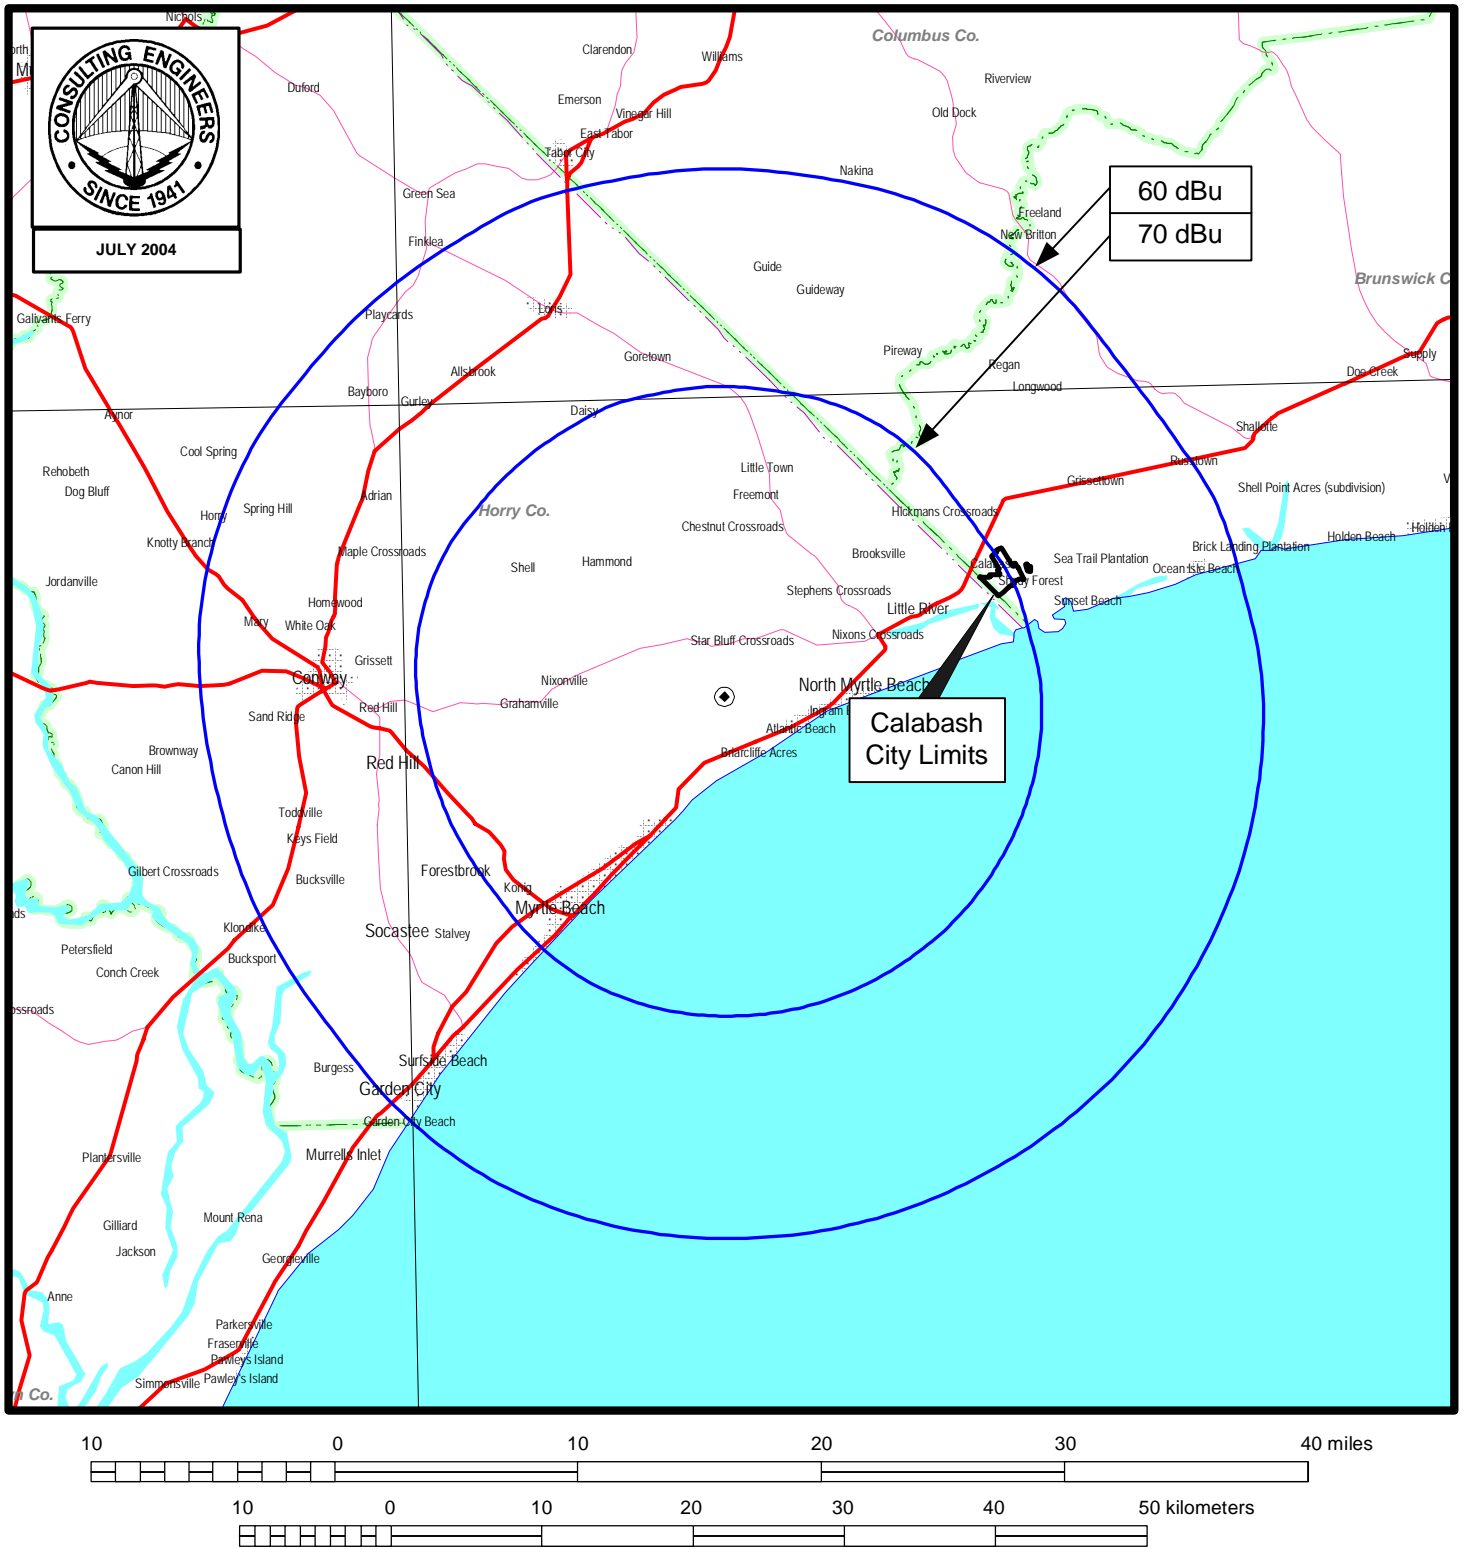 Nichols
Columbus Co.
CONSULTING ENGINEERS
SINCE 1941
JULY 2004
Clarendon
Williams
Riverview
Duford
Emerson
Vinegar Hill
Old Dock
East Tabor
Tabor City
Nakina
60 dBu
70 dBu
Green Sea
Freeland
New Britton
Finklea
Guide
Guideway
Brunswick C
Galivants Ferry
Playcards
Loris
Pireway
Goretown
Regan
Supply
Allsbrook
Doe Creek
Longwood
Bayboro
Gurley
Daisy
Aynor
Shallotte
Cool Spring
Rehobeth
Dog Bluff
Little Town
Russtown
Grissettown
Shell Point Acres (subdivision)
Adrian
Freemont
Spring Hill
Horry
Horry Co.
Hickmans Crossroads
Chestnut Crossroads
Holden Beach
Knotty Branch
Maple Crossroads
Brooksville
Brick Landing Plantation
Sea Trail Plantation
Hammond
Shell
Calabash
Ocean Isle Beach
Jordanville
Shady Forest
Stephens Crossroads
Homewood
Little River
Sunset Beach
Mary
White Oak
Star Bluff Crossroads
Nixons Crossroads
Grissett
Conway
Nixonville
North Myrtle Beach
Grahamville
Red Hill
Sand Ridge
Ingram
Atlantic Beach
Calabash
City Limits
Brownway
Briarcliffe Acres
Canon Hill
Red Hill
Toddville
Keys Field
Gilbert Crossroads
Forestbrook
Bucksville
Konig
Myrtle Beach
Klondike
Socastee
Stalvey
Petersfield
Bucksport
Conch Creek
ossroads
Surfside Beach
Burgess
Garden City
Garden City Beach
Plantersville
Murrells Inlet
Mount Rena
Gilliard
Jackson
Georgieville
Anne
Parkersville
Fraserville
Pawleys Island
Pawley's Island
Simmonsville
n Co.
10 0 10 20 30 40 miles
10 0 10 20 30 40 50 kilometers